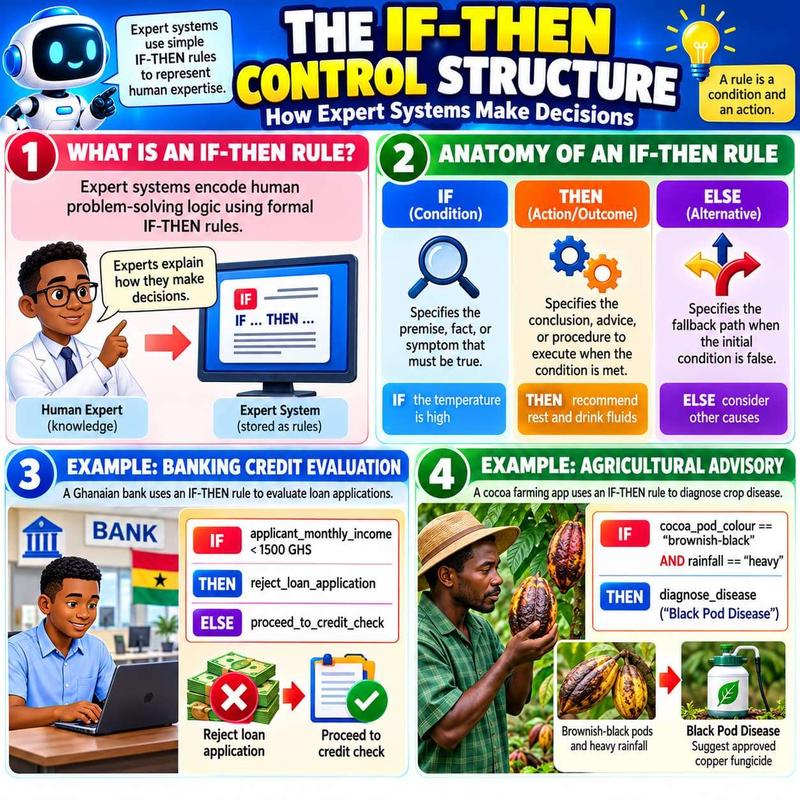 Expert systems
use simple
IF-THEN rules
to represent
human expertise.
THE IF-THEN
CONTROL STRUCTURE
How Expert Systems Make Decisions
A rule is a
condition and
an action.
1 WHAT IS AN IF-THEN RULE?
Expert systems encode human
problem-solving logic using formal
IF-THEN rules.
Experts explain
how they make
decisions.
IF
IF ... THEN ...
Human Expert
(knowledge)
Expert System
(stored as rules)
2 ANATOMY OF AN IF-THEN RULE
IF
(Condition)
Specifies the
premise, fact, or
symptom that
must be true.
IF the temperature
is high
THEN
(Action/Outcome)
Specifies the
conclusion, advice,
or procedure to
execute when the
condition is met.
THEN recommend
rest and drink fluids
ELSE
(Alternative)
Specifies the
fallback path when
the initial
condition is false.
ELSE consider
other causes
3 EXAMPLE: BANKING CREDIT EVALUATION
A Ghanaian bank uses an IF-THEN rule to evaluate loan applications.
BANK
IF applicant_monthly_income
< 1500 GHS
THEN reject_loan_application
ELSE proceed_to_credit_check
Reject loan
application
Proceed to
credit check
4 EXAMPLE: AGRICULTURAL ADVISORY
A cocoa farming app uses an IF-THEN rule to diagnose crop disease.
IF cocoa_pod_colour ==
"brownish-black"
AND rainfall == "heavy"
THEN diagnose_disease
("Black Pod Disease")
Brownish-black pods
and heavy rainfall
Black Pod Disease
Suggest approved
copper fungicide